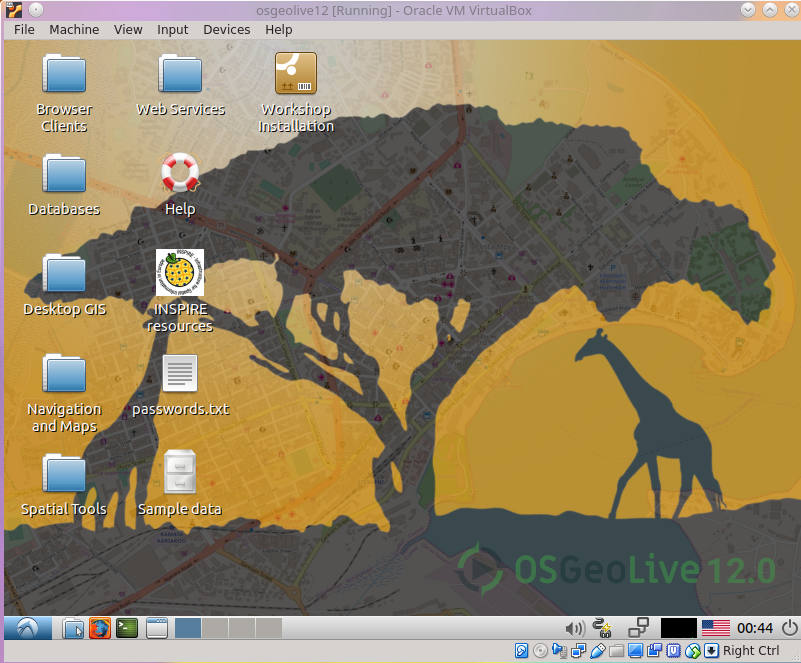 osgeolive12 [Running] - Oracle VM VirtualBox
File Machine View Input Devices Help
Browser Clients
Web Services
Workshop Installation
Databases
Help
Desktop GIS
INSPIRE resources
Navigation and Maps
passwords.txt
Spatial Tools
Sample data
OSGeoLive 12.0
00:44
Right Ctrl